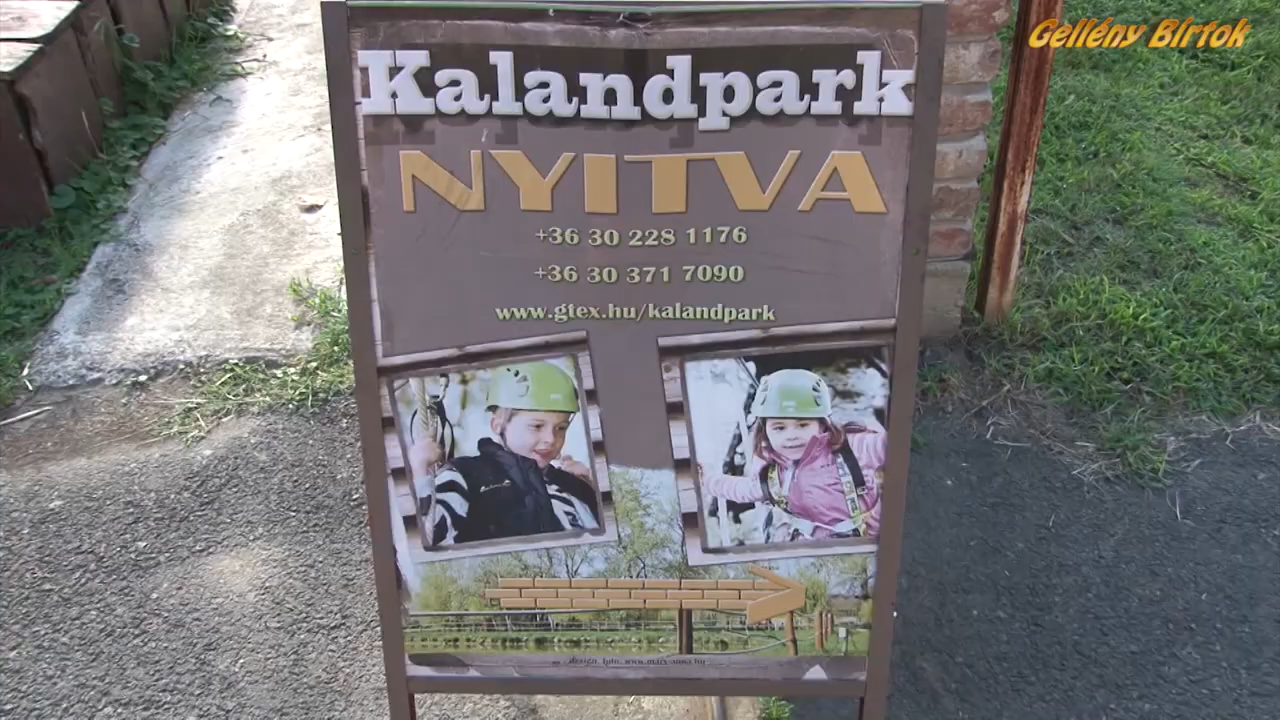 Gellény Birtok
Kalandpark
NYITVA
+36 30 228 1176
+36 30 371 7090
www.gtex.hu/kalandpark